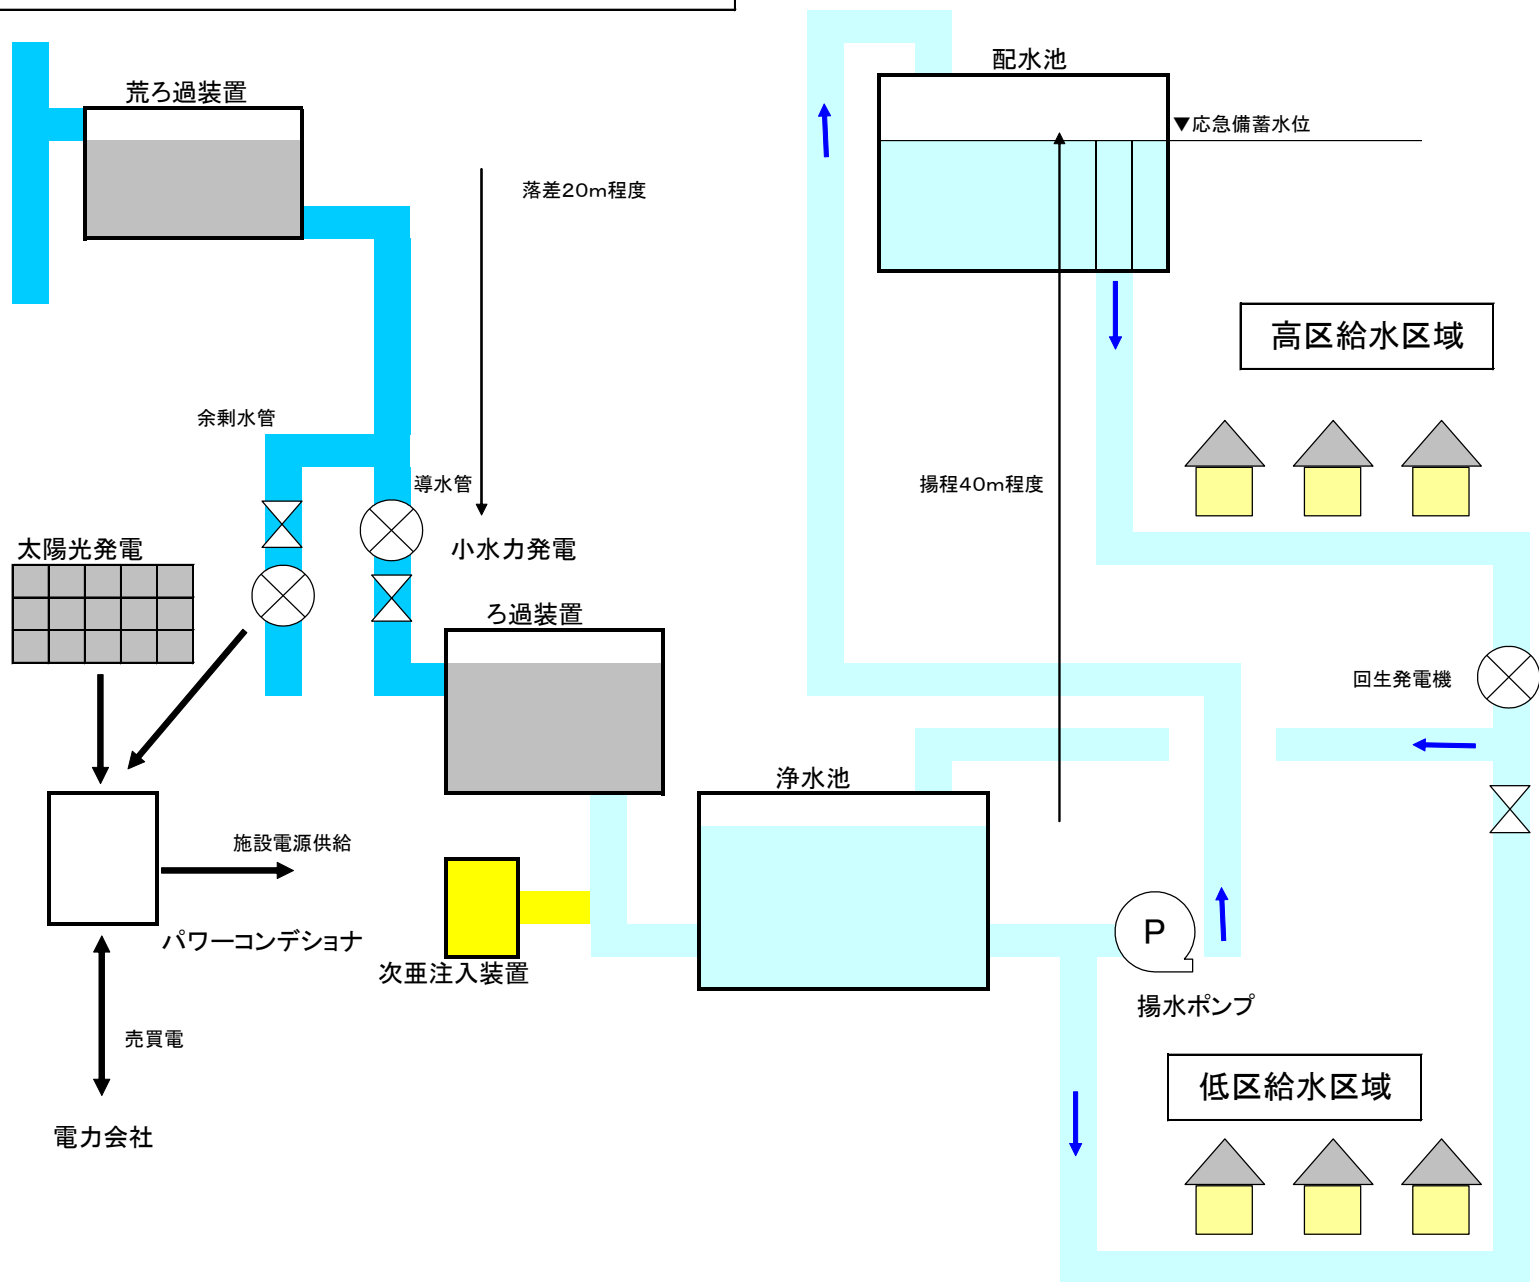 配水池
荒ろ過装置
▼応急備蓄水位
落差20m程度
高区給水区域
余剰水管
導水管
揚程40m程度
太陽光発電
小水力発電
ろ過装置
回生発電機
浄水池
施設電源供給
P
パワーコンデショナ
次亜注入装置
揚水ポンプ
売買電
低区給水区域
電力会社